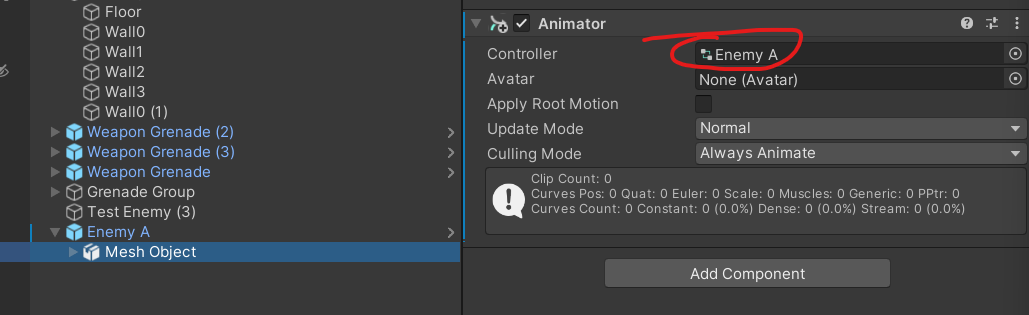 Floor
Wall0
Wall1
Wall2
Wall3
Wall0 (1)
Weapon Grenade (2)
Weapon Grenade (3)
Weapon Grenade
Grenade Group
Test Enemy (3)
Enemy A
Mesh Object
Animator
Controller Enemy A
Avatar None (Avatar)
Apply Root Motion
Update Mode Normal
Culling Mode Always Animate
Clip Count: 0
Curves Pos: 0 Quat: 0 Euler: 0 Scale: 0 Muscles: 0 Generic: 0 PPtr: 0
Curves Count: 0 Constant: 0 (0.0%) Dense: 0 (0.0%) Stream: 0 (0.0%)
Add Component